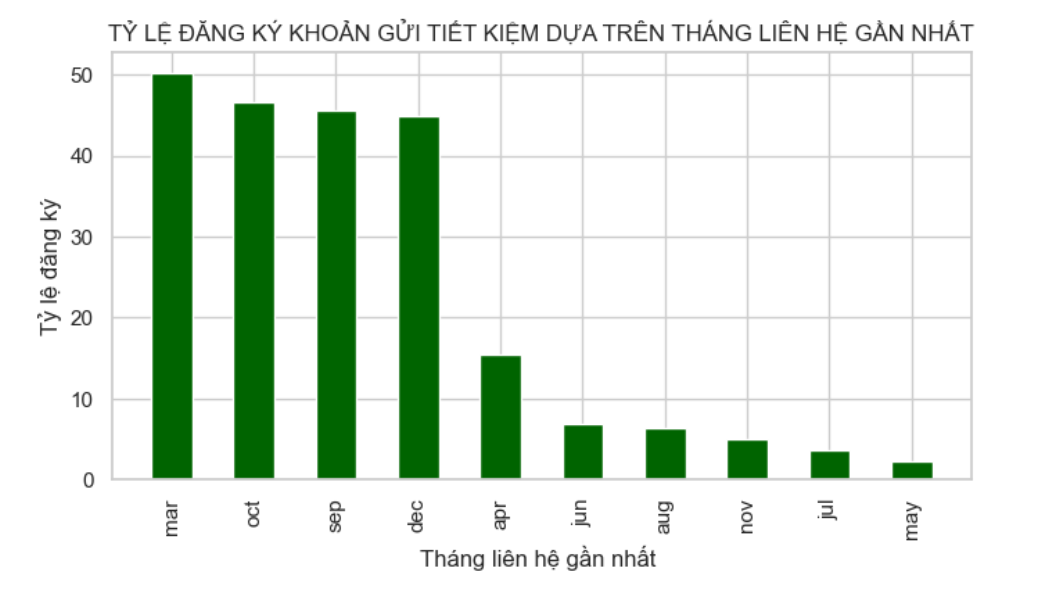 TỶ LỆ ĐĂNG KÝ KHOẢN GỬI TIẾT KIỆM DỰA TRÊN THÁNG LIÊN HỆ GẦN NHẤT
50
40
30
20
10
0
Tỷ lệ đăng ký
mar
oct
sep
dec
apr
jun
aug
nov
jul
may
Tháng liên hệ gần nhất